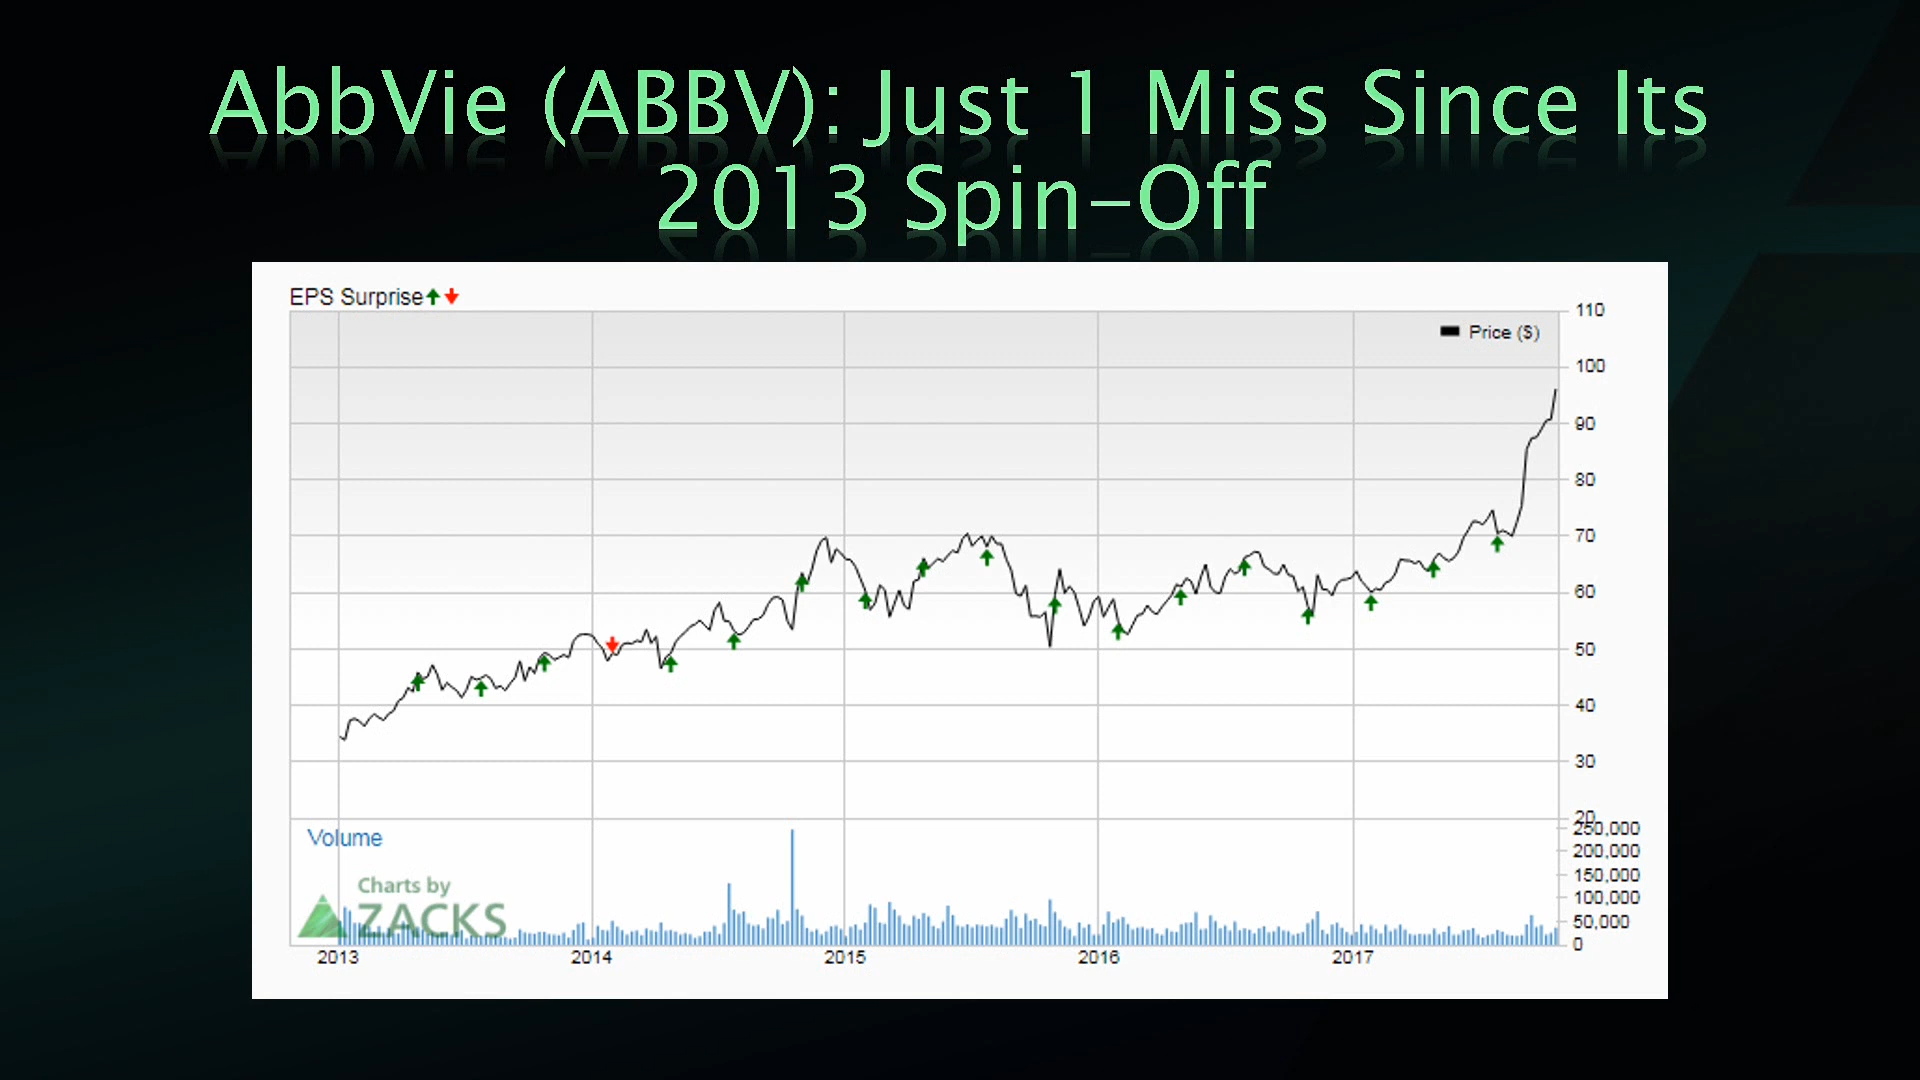 AbbVie (ABBV): Just 1 Miss Since Its
2013 Spin-Off
EPS Surprise
Price ($)
110
100
90
80
70
60
50
40
30
20
Volume
250,000
200,000
150,000
100,000
50,000
0
Charts by
ZACKS
2013 2014 2015 2016 2017